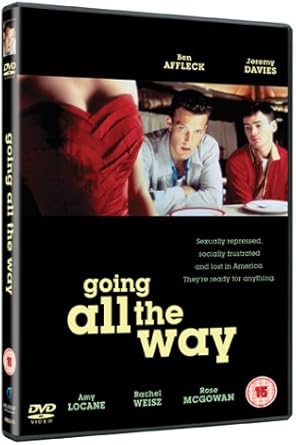 DVD
going all the way
15
Ben
AFFLECK
Jeremy
DAVIES
Sexually repressed,
socially frustrated
and lost in America.
They're ready for anything.
going
all the
way
Amy
LOCANE
Rachel
WEISZ
Rose
McGOWAN
DVD
VIDEO
15